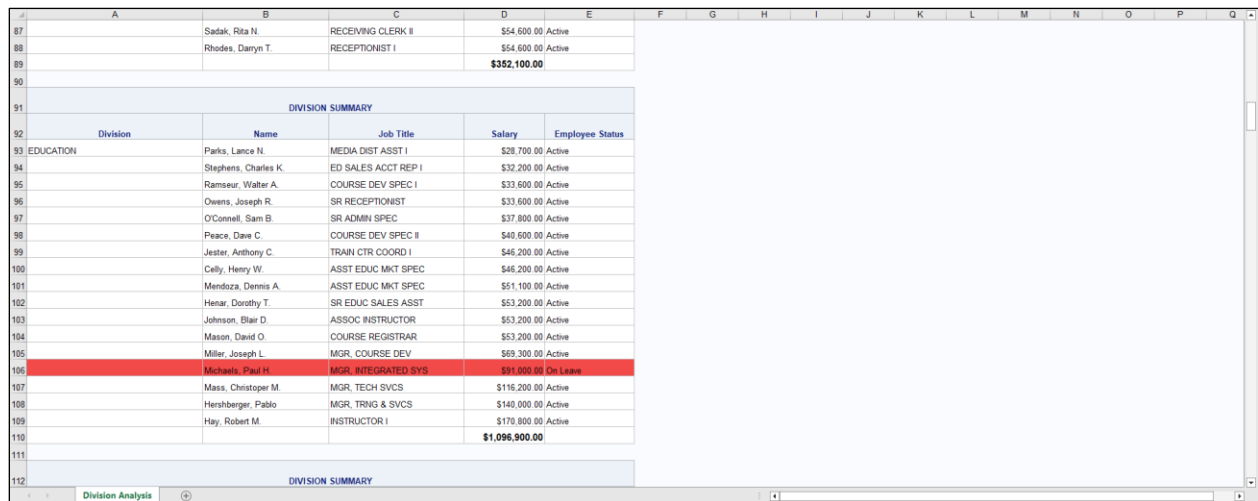 A B C D E F G H I J K L M N O P Q
87 Sadak, Rita N. RECEIVING CLERK II $54,600.00 Active
88 Rhodes, Darryn T. RECEPTIONIST I $54,600.00 Active
89 $352,100.00
90
91 DIVISION SUMMARY
92 Division Name Job Title Salary Employee Status
93 EDUCATION Parks, Lance N. MEDIA DIST ASST I $28,700.00 Active
94 Stephens, Charles K. ED SALES ACCT REP I $32,200.00 Active
95 Ramseur, Walter A. COURSE DEV SPEC I $33,600.00 Active
96 Owens, Joseph R. SR RECEPTIONIST $33,600.00 Active
97 O'Connell, Sam B. SR ADMIN SPEC $37,800.00 Active
98 Peace, Dave C. COURSE DEV SPEC II $40,600.00 Active
99 Jester, Anthony C. TRAIN CTR COORD I $46,200.00 Active
100 Celly, Henry W. ASST EDUC MKT SPEC $46,200.00 Active
101 Mendoza, Dennis A. ASST EDUC MKT SPEC $51,100.00 Active
102 Henar, Dorothy T. SR EDUC SALES ASST $53,200.00 Active
103 Johnson, Blair D. ASSOC INSTRUCTOR $53,200.00 Active
104 Mason, David O. COURSE REGISTRAR $53,200.00 Active
105 Miller, Joseph L. MGR, COURSE DEV $69,300.00 Active
106 Michaels, Paul H. MGR, INTEGRATED SYS $91,000.00 On Leave
107 Mass, Christoper M. MGR, TECH SVCS $116,200.00 Active
108 Hershberger, Pablo MGR, TRNG & SVCS $140,000.00 Active
109 Hay, Robert M. INSTRUCTOR I $170,800.00 Active
110 $1,096,900.00
111
112 DIVISION SUMMARY
Division Analysis